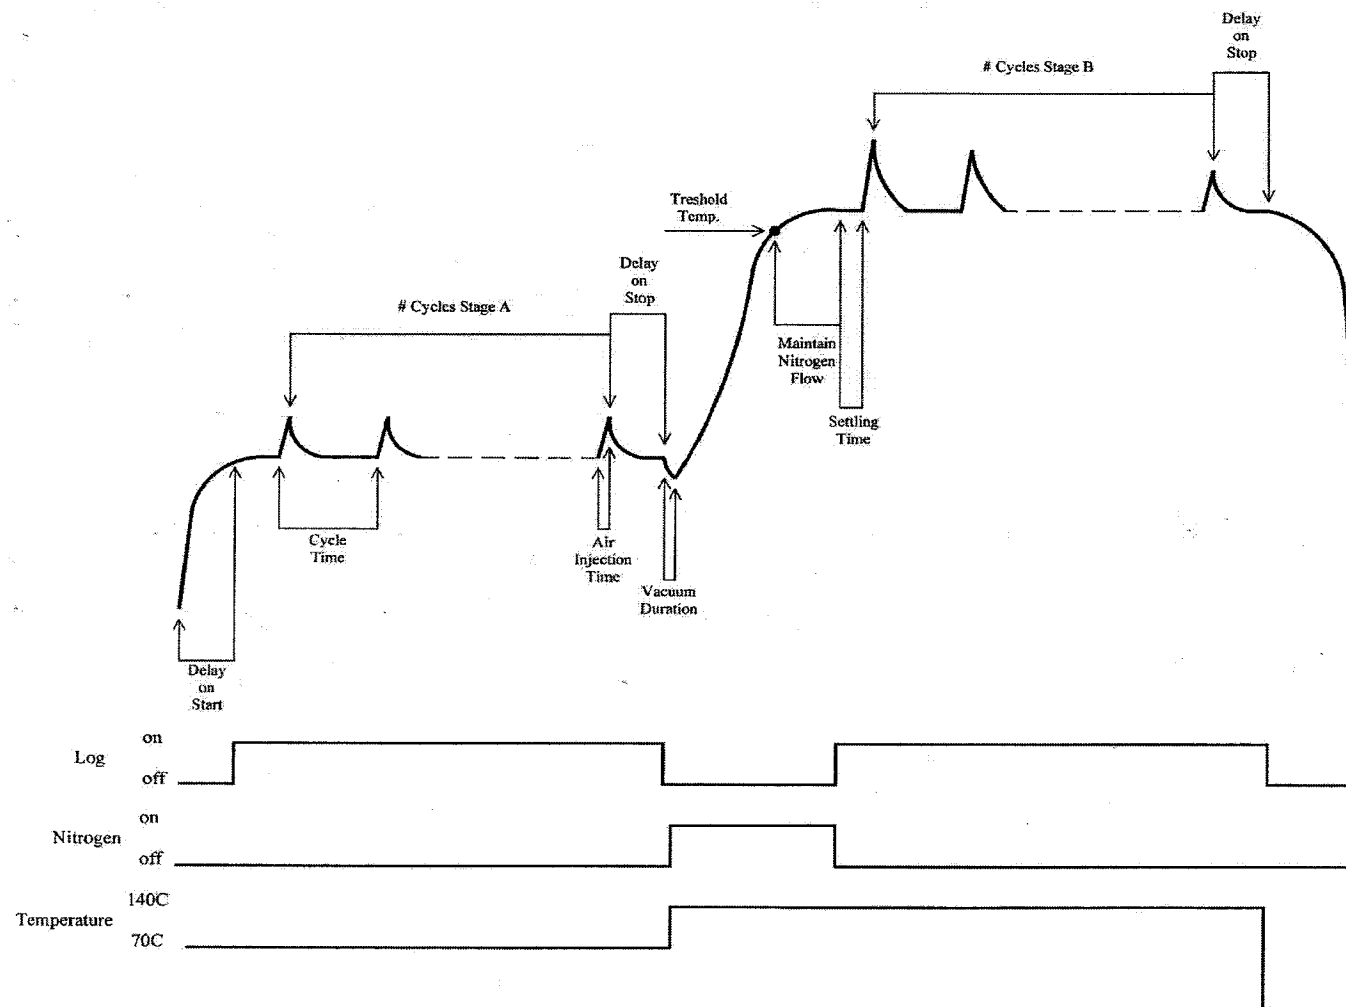 Delay
on
Stop
# Cycles Stage B
Treshold
Temp.
Delay
on
Stop
# Cycles Stage A
Maintain
Nitrogen
Flow
Settling
Time
Cycle
Time
Air
Injection
Time
Vacuum
Duration
Delay
on
Start
Log
on
off
Nitrogen
on
off
Temperature
140C
70C